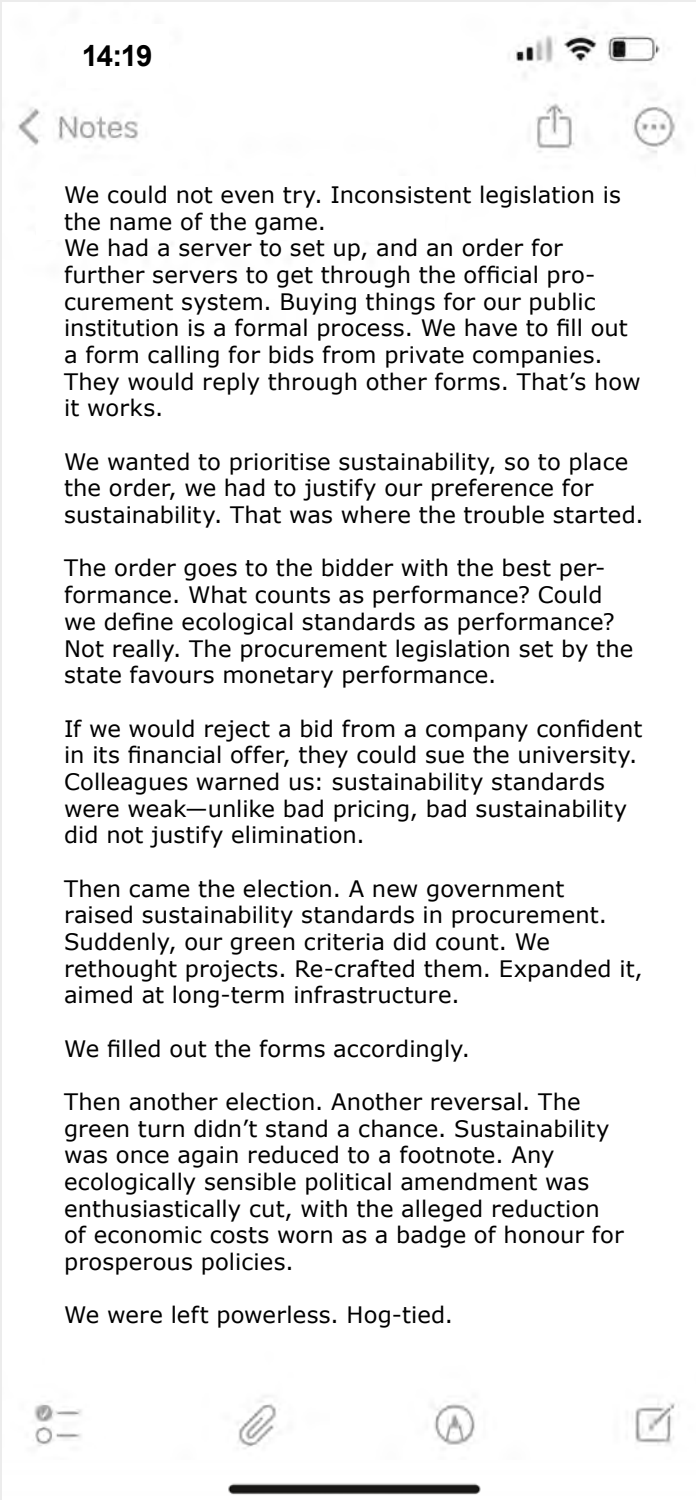 14:19
Notes
We could not even try. Inconsistent legislation is
the name of the game.
We had a server to set up, and an order for
further servers to get through the official pro-
curement system. Buying things for our public
institution is a formal process. We have to fill out
a form calling for bids from private companies.
They would reply through other forms. That’s how
it works.
We wanted to prioritise sustainability, so to place
the order, we had to justify our preference for
sustainability. That was where the trouble started.
The order goes to the bidder with the best per-
formance. What counts as performance? Could
we define ecological standards as performance?
Not really. The procurement legislation set by the
state favours monetary performance.
If we would reject a bid from a company confident
in its financial offer, they could sue the university.
Colleagues warned us: sustainability standards
were weak—unlike bad pricing, bad sustainability
did not justify elimination.
Then came the election. A new government
raised sustainability standards in procurement.
Suddenly, our green criteria did count. We
rethought projects. Re-crafted them. Expanded it,
aimed at long-term infrastructure.
We filled out the forms accordingly.
Then another election. Another reversal. The
green turn didn’t stand a chance. Sustainability
was once again reduced to a footnote. Any
ecologically sensible political amendment was
enthusiastically cut, with the alleged reduction
of economic costs worn as a badge of honour for
prosperous policies.
We were left powerless. Hog-tied.